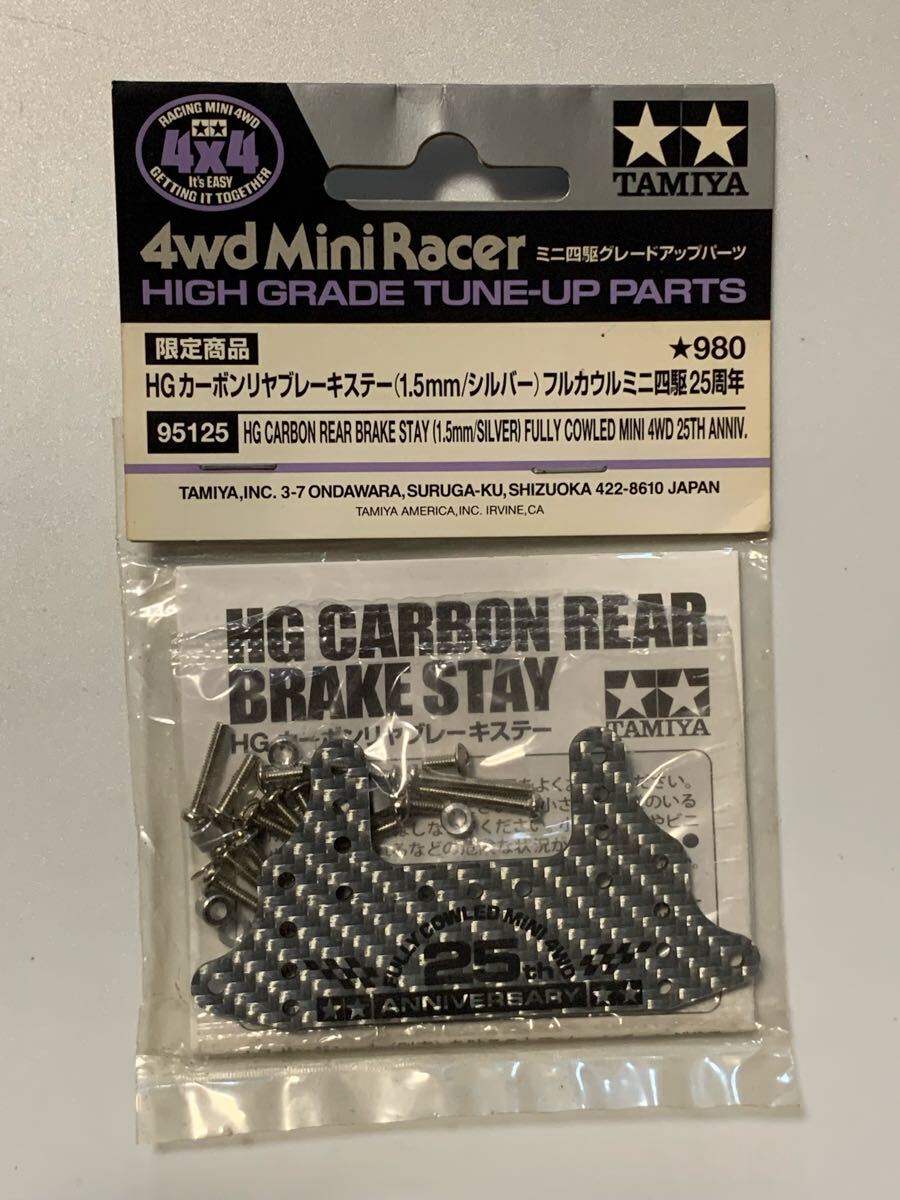 RACING MINI 4WD
4x4
It's EASY
GETTING IT TOGETHER
TAMIYA
4wd Mini Racer ミニ四駆グレードアップパーツ
HIGH GRADE TUNE-UP PARTS
限定商品
★980
HGカーボンリヤブレーキステー(1.5mm/シルバー)フルカウルミニ四駆25周年
95125 HG CARBON REAR BRAKE STAY (1.5mm/SILVER) FULLY COWLED MINI 4WD 25TH ANNIV.
TAMIYA,INC. 3-7 ONDAWARA, SURUGA-KU, SHIZUOKA 422-8610 JAPAN
TAMIYA AMERICA,INC. IRVINE,CA
HG CARBON REAR
BRAKE STAY
TAMIYA
HG カーボンリヤブレーキステー
FULLY COWLED MINI 4WD
25th
ANNIVERSARY